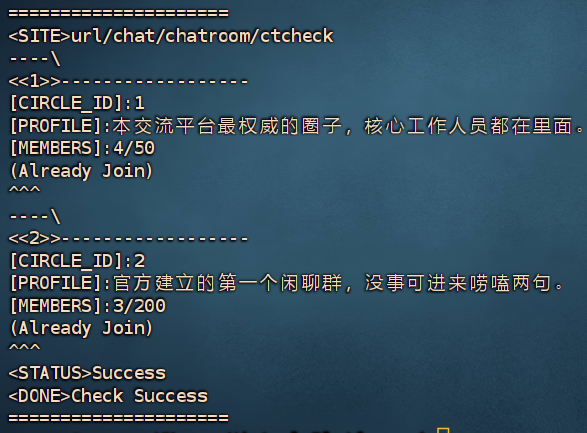 =====================
<SITE>url/chat/chatroom/ctcheck
----\
<<1>>------------------
[CIRCLE_ID]:1
[PROFILE]:本交流平台最权威的圈子，核心工作人员都在里面。
[MEMBERS]:4/50
(Already Join)
^^^
----\
<<2>>------------------
[CIRCLE_ID]:2
[PROFILE]:官方建立的第一个闲聊群，没事可进来唠嗑两句。
[MEMBERS]:3/200
(Already Join)
^^^
<STATUS>Success
<DONE>Check Success
=====================